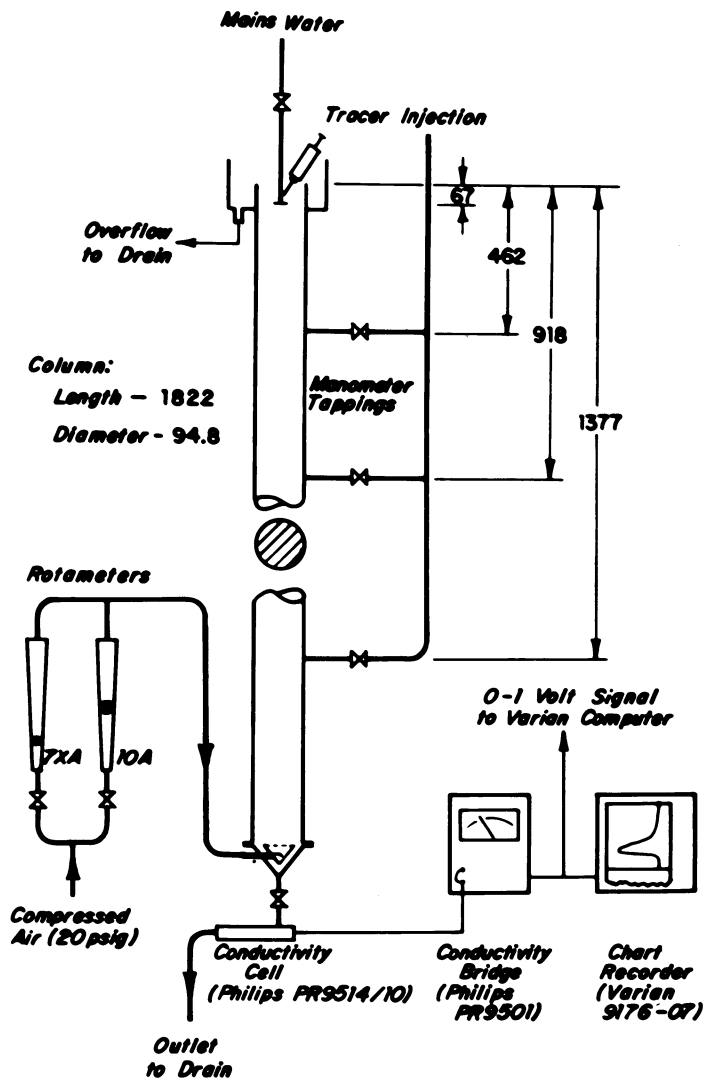 Mains Water
Tracer Injection
67
462
918
1377
Overflow
to Drain
Column:
Length - 1822
Diameter - 94.8
Manometer
Tappings
Rotameters
7XA
10A
Compressed
Air (20 psig)
0-1 Volt Signal
to Varian Computer
Conductivity
Cell
(Philips PR9514/10)
Conductivity
Bridge
(Philips
PR9501)
Chart
Recorder
(Varian
9176-07)
Outlet
to Drain